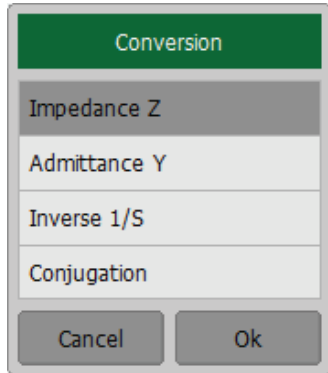 Conversion
Impedance Z
Admittance Y
Inverse 1/S
Conjugation
Cancel Ok